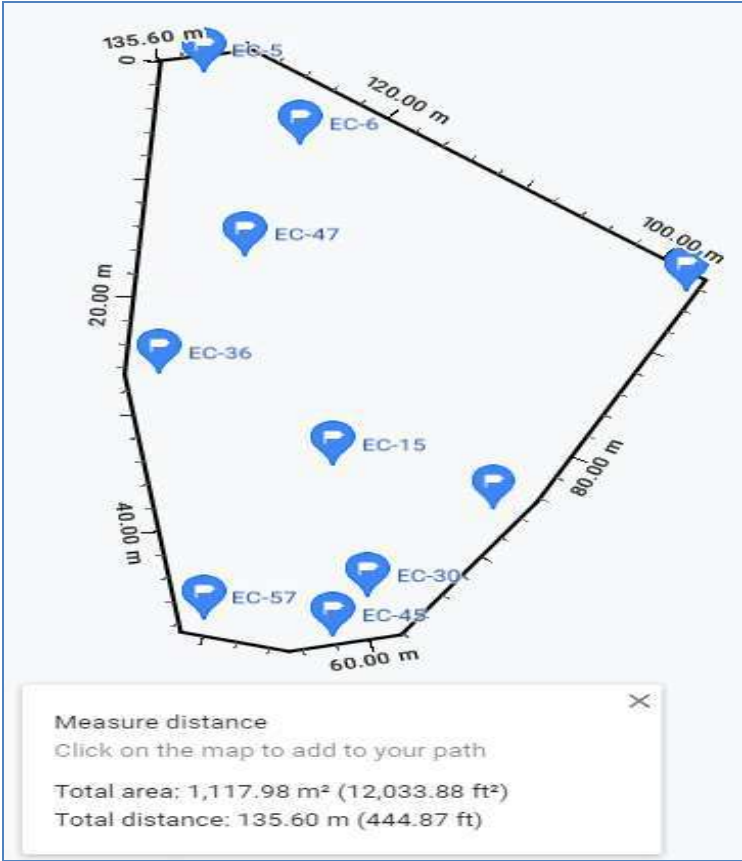 135.60 m
0
EC-5
120.00 m
EC-6
EC-47
100.00 m
20.00 m
EC-36
EC-15
80.00 m
40.00 m
EC-30
EC-57
EC-45
60.00 m
Measure distance
Click on the map to add to your path
Total area: 1,117.98 m² (12,033.88 ft²)
Total distance: 135.60 m (444.87 ft)